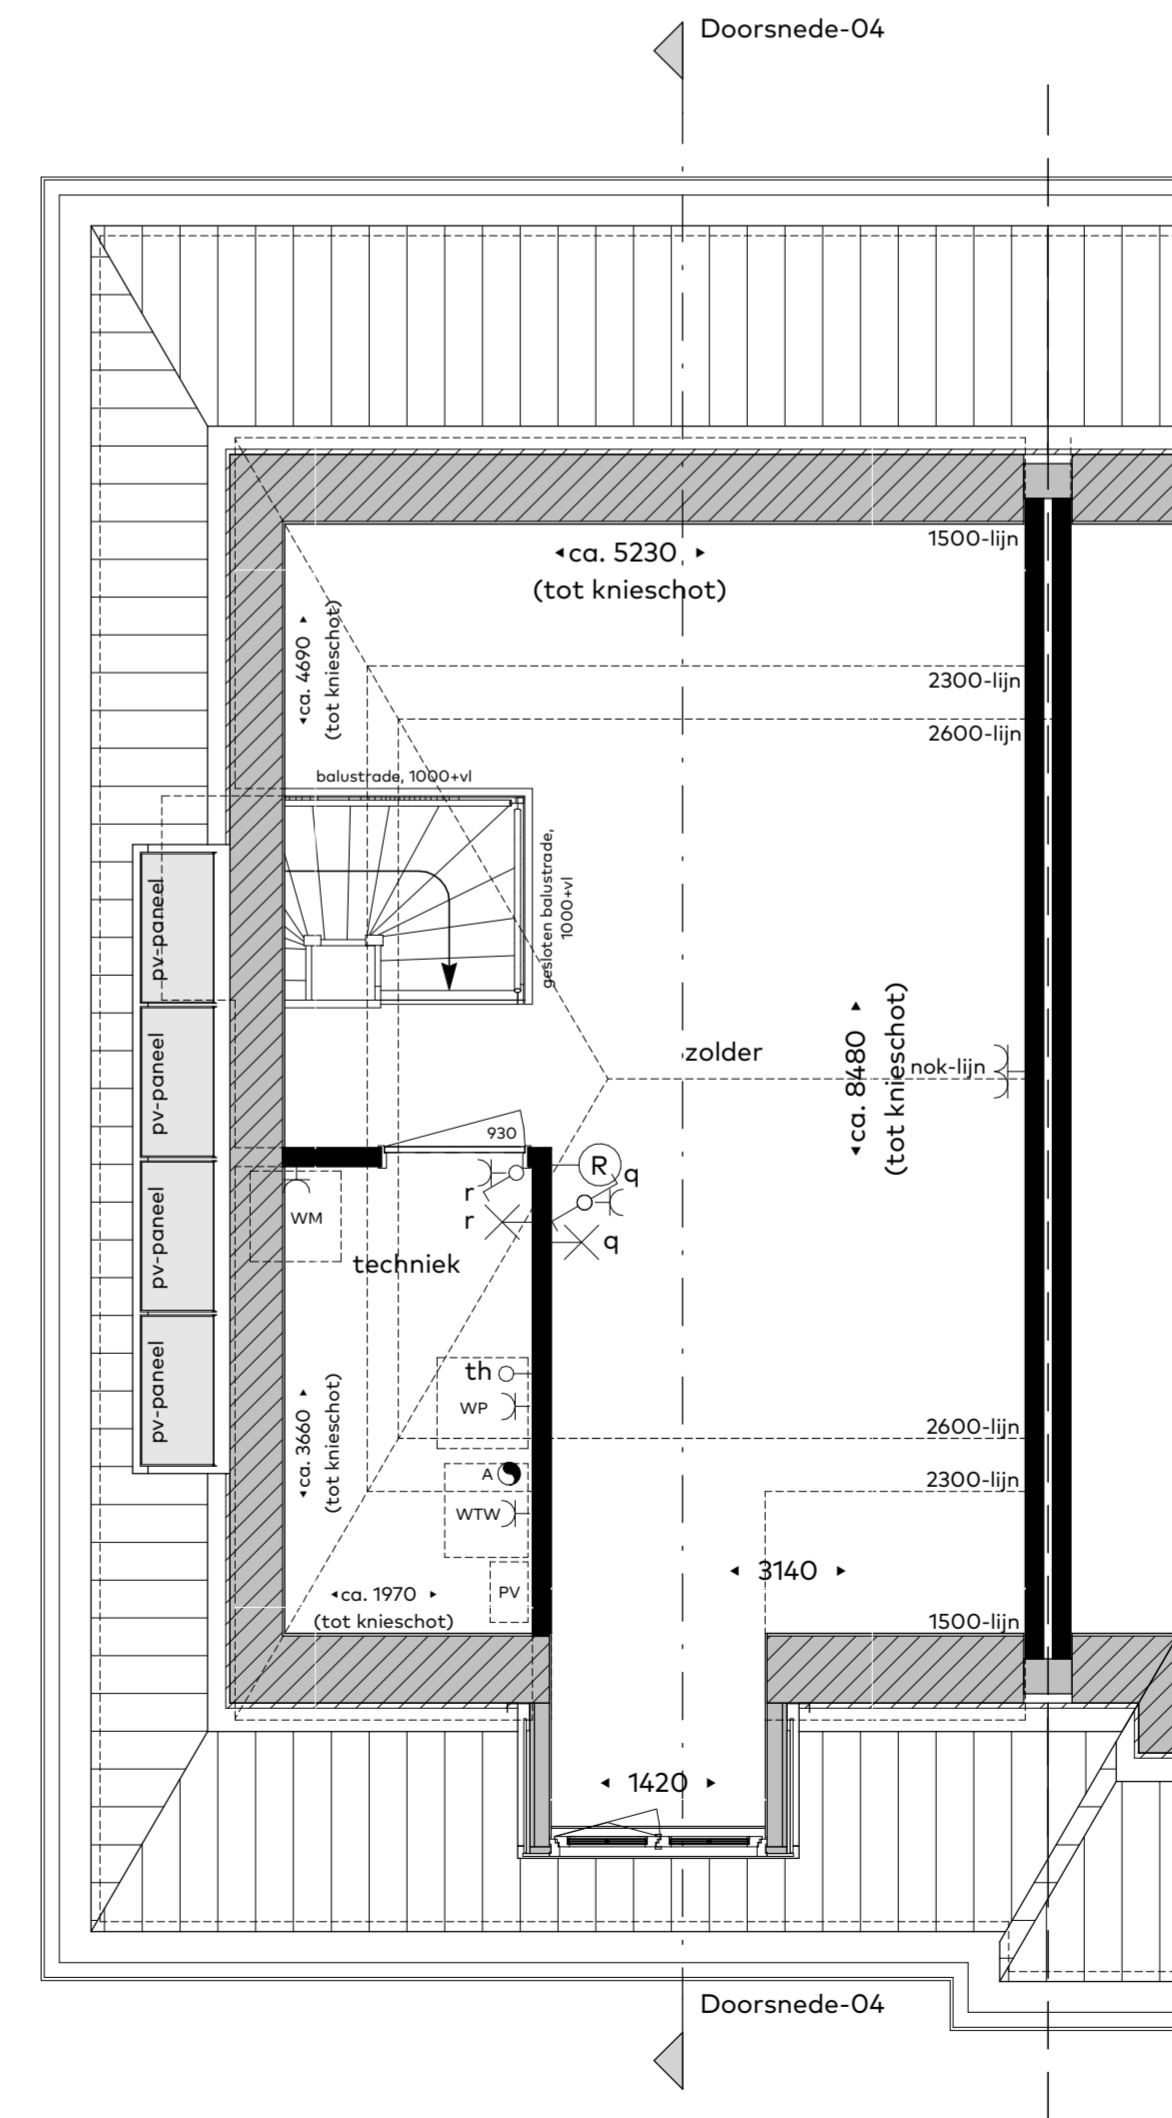 Doorsnede-04
1500-lijn
ca. 5230
(tot knieschot)
ca. 4690
(tot knieschot)
2300-lijn
2600-lijn
balustrade, 1000+vl
gesloten balustrade,
1000+vl
pv-paneel
pv-paneel
pv-paneel
pv-paneel
zolder
nok-lijn
ca. 8480
(tot knieschot)
930
R
q
r
r
q
WM
techniek
th
WP
A
WTW
PV
ca. 3660
(tot knieschot)
2600-lijn
2300-lijn
3140
ca. 1970
(tot knieschot)
1500-lijn
1420
Doorsnede-04